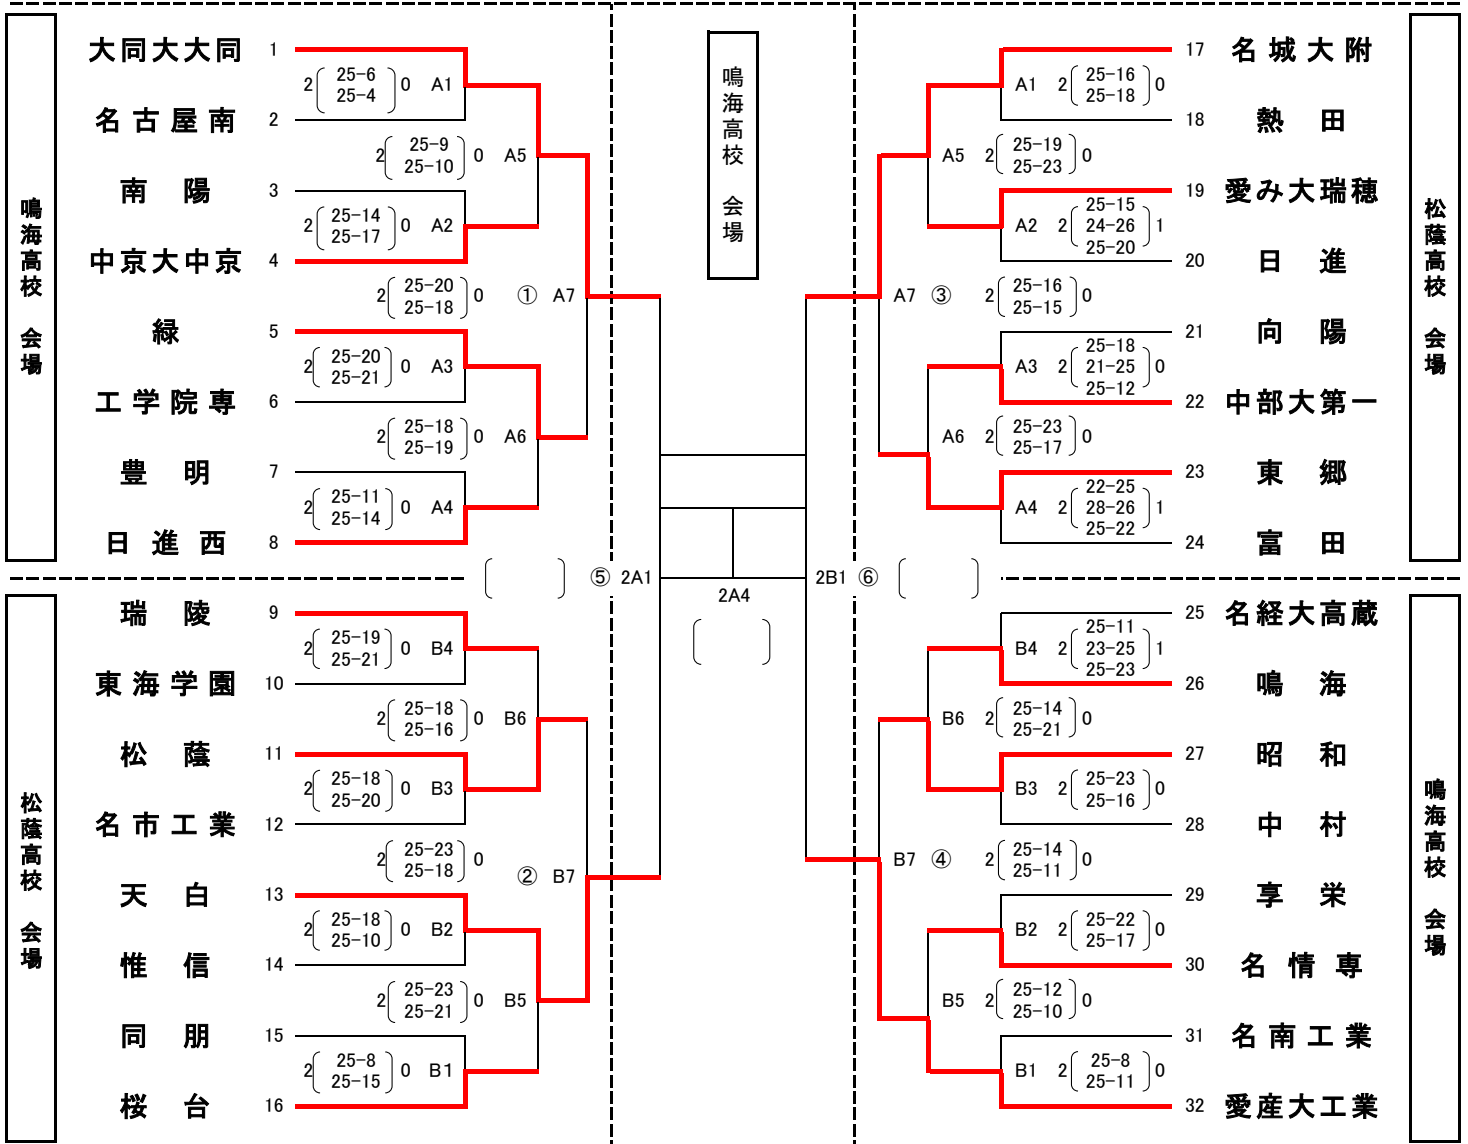 鳴海高校 会場
大同大大同 1
2 25-6 0 A1
25-4
名古屋南 2
2 25-9 0 A5
25-10
南陽 3
2 25-14 0 A2
25-17
中京大中京 4
2 25-20 0 ① A7
25-18
緑 5
2 25-20 0 A3
25-21
工学院専 6
2 25-18 0 A6
25-19
豊明 7
2 25-11 0 A4
25-14
日進西 8
松蔭高校 会場
瑞陵 9
2 25-19 0 B4
25-21
東海学園 10
2 25-18 0 B6
25-16
松蔭 11
2 25-18 0 B3
25-20
名市工業 12
2 25-23 0 ② B7
25-18
天白 13
2 25-18 0 B2
25-10
惟信 14
2 25-23 0 B5
25-21
同朋 15
2 25-8 0 B1
25-15
桜台 16
鳴海高校 会場
⑤ 2A1
2B1 ⑥
2A4
松蔭高校 会場
17 名城大附
A1 2 25-16 0
25-18
18 熱田
A5 2 25-19 0
25-23
19 愛み大瑞穂
25-15
A2 2 24-26 1
25-20
20 日進
A7 ③ 2 25-16 0
25-15
21 向陽
25-18
A3 2 21-25 0
25-12
22 中部大第一
A6 2 25-23 0
25-17
23 東郷
22-25
A4 2 28-26 1
25-22
24 富田
鳴海高校 会場
25 名経大高蔵
25-11
B4 2 23-25 1
25-23
26 鳴海
B6 2 25-14 0
25-21
27 昭和
B3 2 25-23 0
25-16
28 中村
B7 ④ 2 25-14 0
25-11
29 享栄
B2 2 25-22 0
25-17
30 名情専
B5 2 25-12 0
25-10
31 名南工業
B1 2 25-8 0
25-11
32 愛産大工業